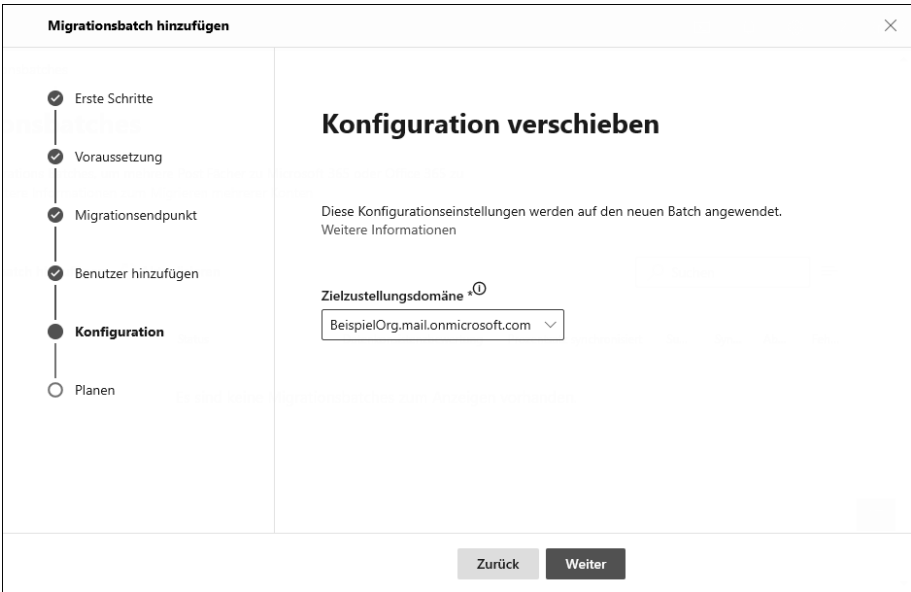 Migrationsbatch hinzufügen
Erste Schritte
Voraussetzung
Migrationsendpunkt
Benutzer hinzufügen
Konfiguration
Planen
Konfiguration verschieben
Diese Konfigurationseinstellungen werden auf den neuen Batch angewendet.
Weitere Informationen
Zielzustellungsdomäne *
BeispielOrg.mail.onmicrosoft.com
Zurück
Weiter